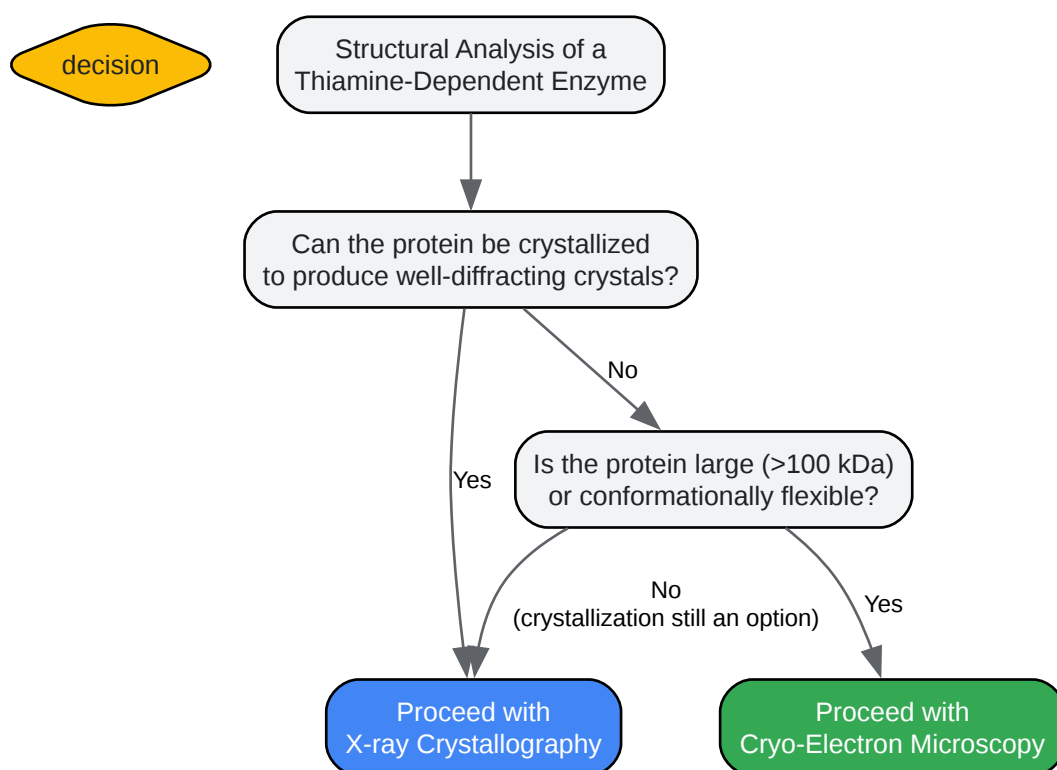 decision
Structural Analysis of a
Thiamine-Dependent Enzyme
Can the protein be crystallized
to produce well-diffracting crystals?
No
Is the protein large (>100 kDa)
or conformationally flexible?
Yes
No
(crystallization still an option)
Yes
Proceed with
X-ray Crystallography
Proceed with
Cryo-Electron Microscopy